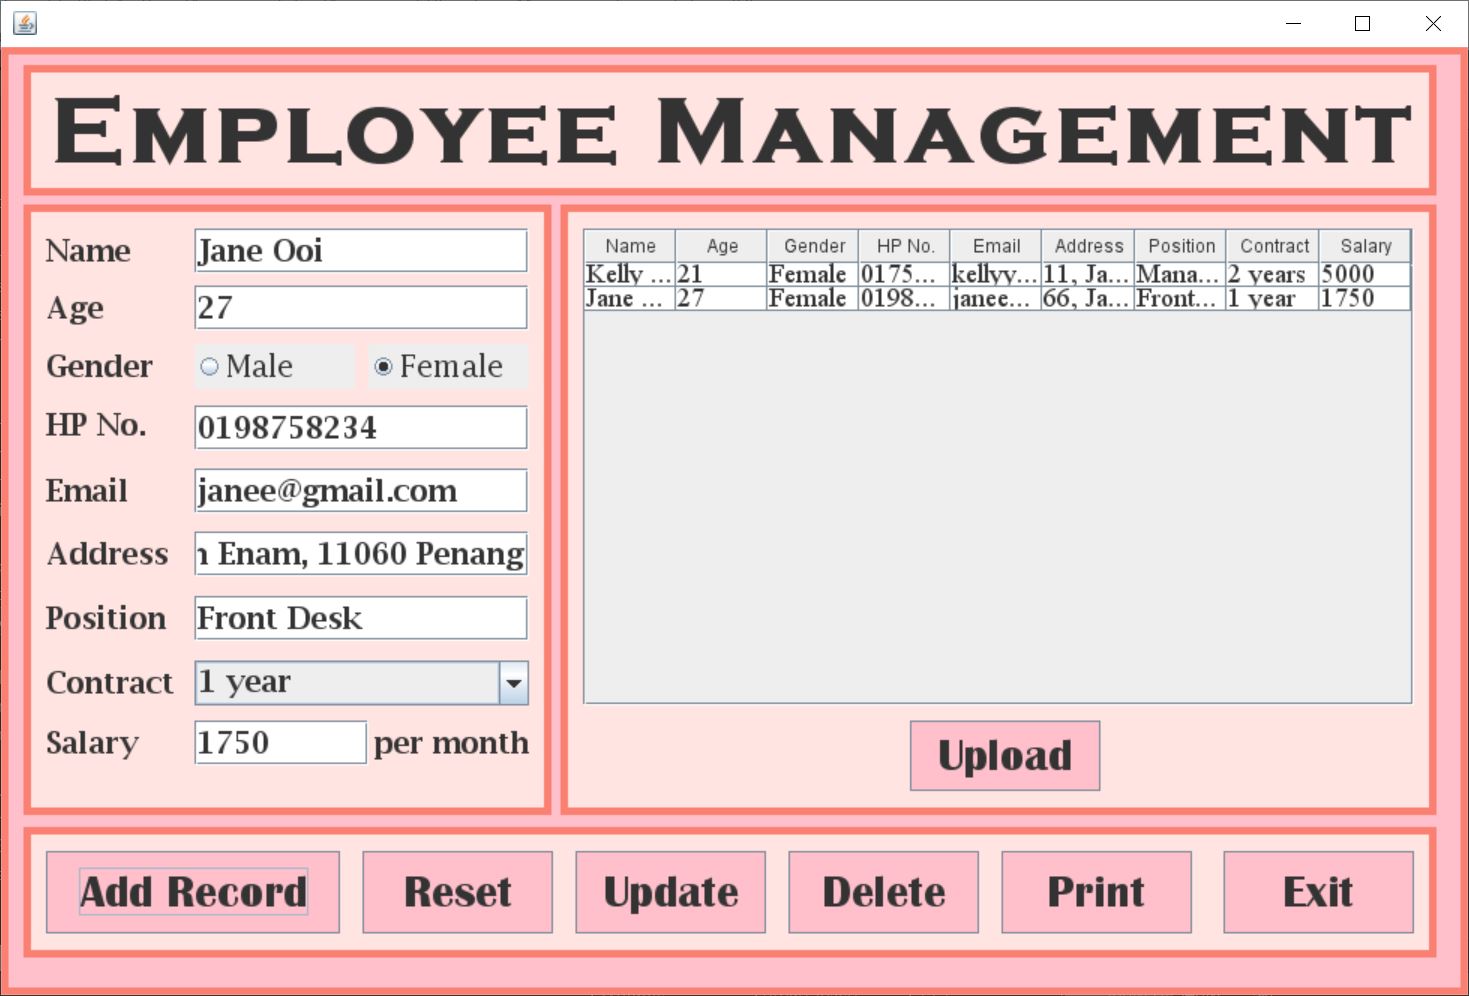 EMPLOYEE MANAGEMENT
Name Jane Ooi
Age 27
Gender Male Female
HP No. 0198758234
Email janee@gmail.com
Address Enam, 11060 Penang
Position Front Desk
Contract 1 year
Salary 1750 per month
Name Age Gender HP No. Email Address Position Contract Salary
Kelly ... 21 Female 0175... kellyy... 11, Ja... Mana... 2 years 5000
Jane ... 27 Female 0198... janee... 66, Ja... Front... 1 year 1750
Upload
Add Record Reset Update Delete Print Exit